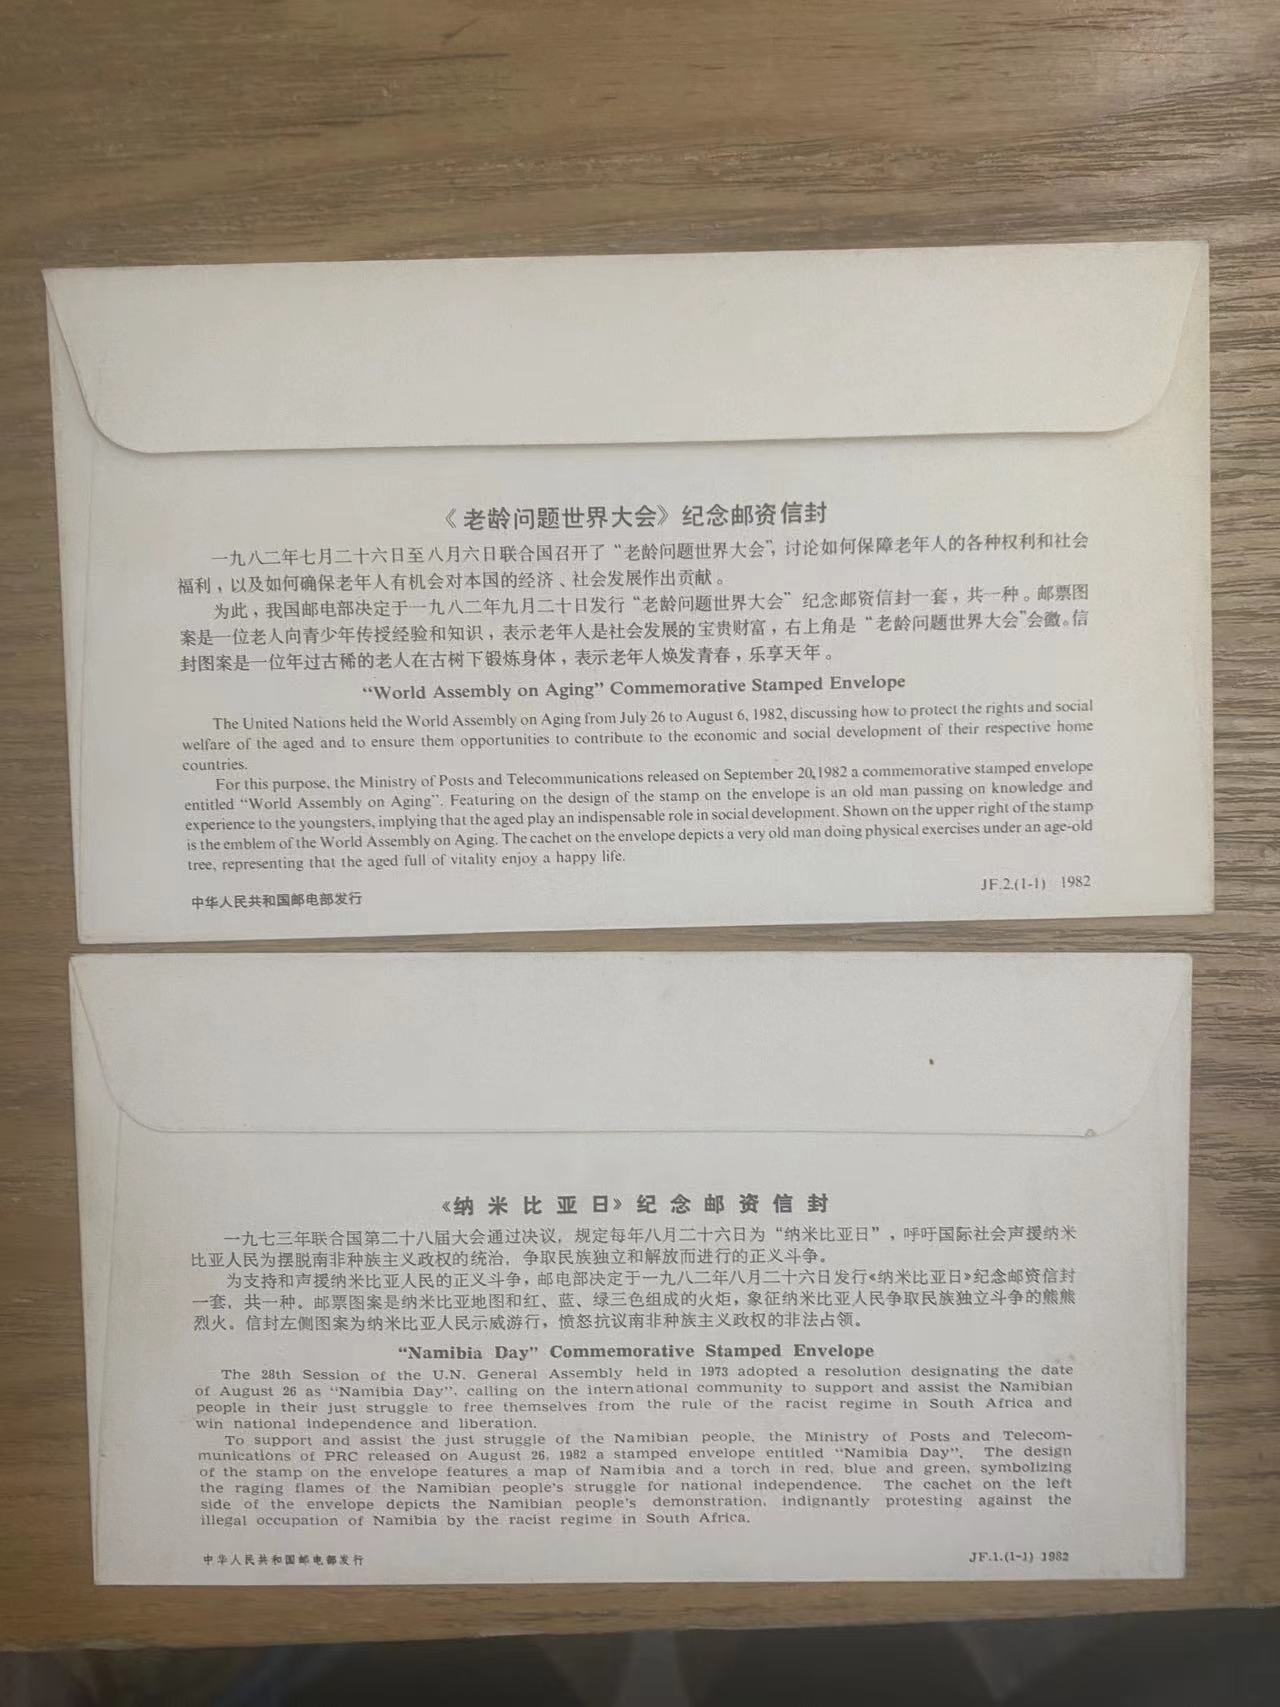 《老龄问题世界大会》纪念邮资信封
一九八二年七月二十六日至八月六日联合国召开了“老龄问题世界大会”，讨论如何保障老年人的各种权利和社会
福利，以及如何确保老年人有机会对本国的经济、社会发展作出贡献。
为此，我国邮电部决定于一九八二年九月二十日发行“老龄问题世界大会”纪念邮资信封一套，共一种。邮票图
案是一位老人向青少年传授经验和知识，表示老年人是社会发展的宝贵财富，右上角是“老龄问题世界大会”会徽。信
封图案是一位年过古稀的老人在古树下锻炼身体，表示老年人焕发青春，乐享天年。
“World Assembly on Aging” Commemorative Stamped Envelope
The United Nations held the World Assembly on Aging from July 26 to August 6, 1982, discussing how to protect the rights and social
welfare of the aged and to ensure them opportunities to contribute to the economic and social development of their respective home
countries.
For this purpose, the Ministry of Posts and Telecommunications released on September 20,1982 a commemorative stamped envelope
entitled “World Assembly on Aging”. Featuring on the design of the stamp on the envelope is an old man passing on knowledge and
experience to the youngsters, implying that the aged play an indispensable role in social development. Shown on the upper right of the stamp
is the emblem of the World Assembly on Aging. The cachet on the envelope depicts a very old man doing physical exercises under an age-old
tree, representing that the aged full of vitality enjoy a happy life.
中华人民共和国邮电部发行
JF.2.(1-1) 1982
《纳米比亚日》纪念邮资信封
一九七三年联合国第二十八届大会通过决议，规定每年八月二十六日为“纳米比亚日”，呼吁国际社会声援纳米
比亚人民为摆脱南非种族主义政权的统治，争取民族独立和解放而进行的正义斗争。
为支持和声援纳米比亚人民的正义斗争，邮电部决定于一九八二年八月二十六日发行《纳米比亚日》纪念邮资信封
一套，共一种。邮票图案是纳米比亚地图和红、蓝、绿三色组成的火炬，象征纳米比亚人民争取民族独立斗争的熊熊
烈火。信封左侧图案为纳米比亚人民示威游行，愤怒抗议南非种族主义政权的非法占领。
“Namibia Day” Commemorative Stamped Envelope
The 28th Session of the U.N. General Assembly held in 1973 adopted a resolution designating the date
of August 26 as “Namibia Day”, calling on the international community to support and assist the Namibian
people in their just struggle to free themselves from the rule of the racist regime in South Africa and
win national independence and liberation.
To support and assist the just struggle of the Namibian people, the Ministry of Posts and Telecom-
munications of PRC released on August 26, 1982 a stamped envelope entitled “Namibia Day”. The design
of the stamp on the envelope features a map of Namibia and a torch in red, blue and green, symbolizing
the raging flames of the Namibian people's struggle for national independence. The cachet on the left
side of the envelope depicts the Namibian people's demonstration, indignantly protesting against the
illegal occupation of Namibia by the racist regime in South Africa.
中华人民共和国邮电部发行
JF.1.(1-1) 1982